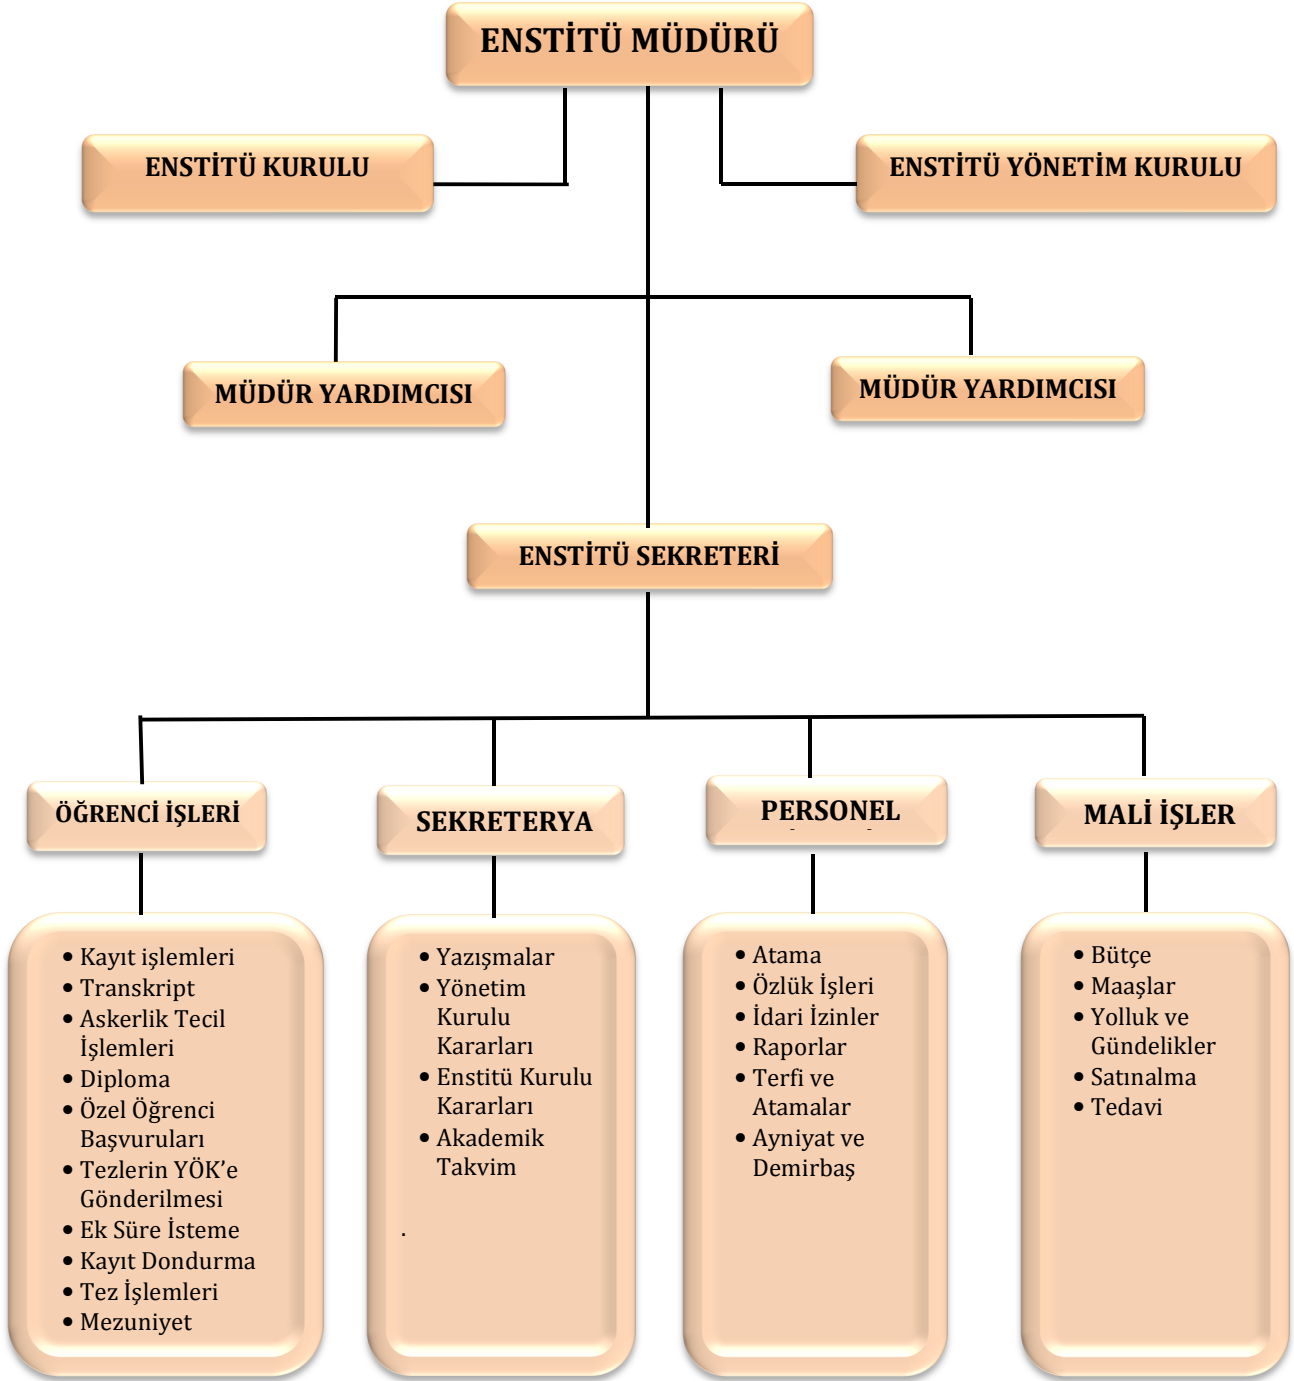 ENSTİTÜ MÜDÜRÜ
ENSTİTÜ KURULU
ENSTİTÜ YÖNETİM KURULU
MÜDÜR YARDIMCISI
MÜDÜR YARDIMCISI
ENSTİTÜ SEKRETERİ
ÖĞRENCİ İŞLERİ
• Kayıt işlemleri
• Transkript
• Askerlik Tecil
İşlemleri
• Diploma
• Özel Öğrenci
Başvuruları
• Tezlerin YÖK’e
Gönderilmesi
• Ek Süre İsteme
• Kayıt Dondurma
• Tez İşlemleri
• Mezuniyet
SEKRETERYA
• Yazışmalar
• Yönetim
Kurulu
Kararları
• Enstitü Kurulu
Kararları
• Akademik
Takvim
.
PERSONEL
• Atama
• Özlük İşleri
• İdari İzinler
• Raporlar
• Terfi ve
Atamalar
• Ayniyat ve
Demirbaş
MALİ İŞLER
• Bütçe
• Maaşlar
• Yolluk ve
Gündelikler
• Satınalma
• Tedavi